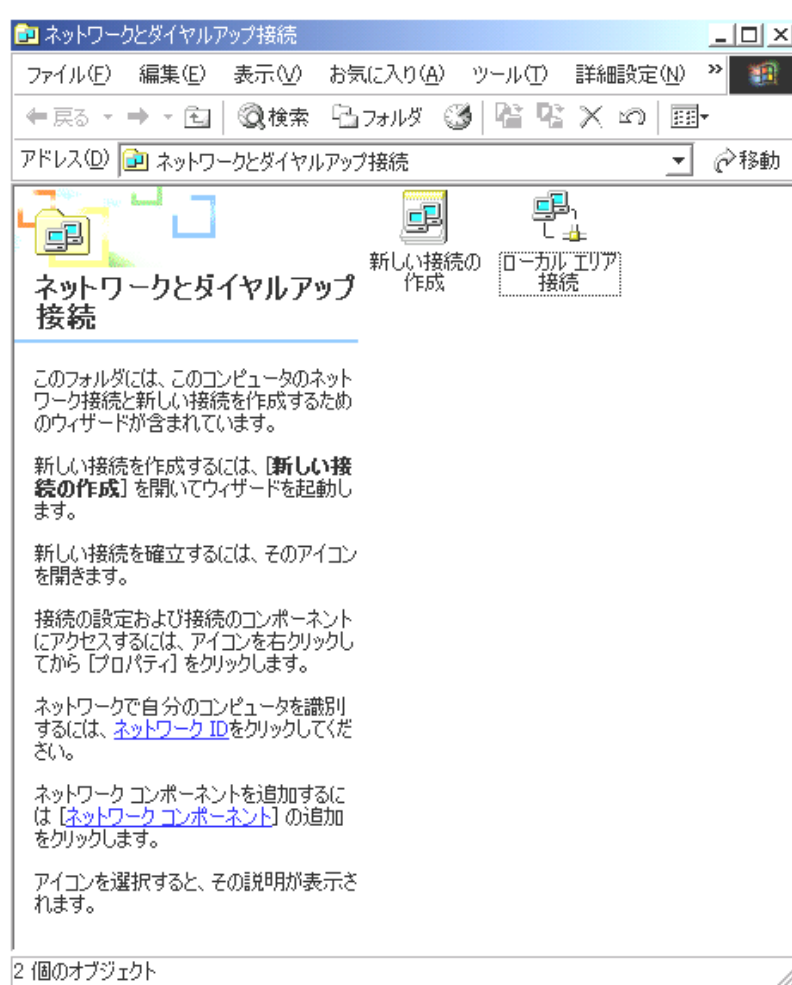 ネットワークとダイヤルアップ接続
ファイル(F) 編集(E) 表示(V) お気に入り(A) ツール(T) 詳細設定(N) »
戻る 検索 フォルダ
アドレス(D) ネットワークとダイヤルアップ接続 移動
ネットワークとダイヤルアップ
接続
新しい接続の
作成
ローカル エリア
接続
このフォルダには、このコンピュータのネット
ワーク接続と新しい接続を作成するため
のウィザードが含まれています。
新しい接続を作成するには、[新しい接
続の作成] を開いてウィザードを起動し
ます。
新しい接続を確立するには、そのアイコン
を開きます。
接続の設定および接続のコンポーネント
にアクセスするには、アイコンを右クリックし
てから [プロパティ] をクリックします。
ネットワークで自分のコンピュータを識別
するには、ネットワーク IDをクリックしてくだ
さい。
ネットワーク コンポーネントを追加するに
は [ネットワーク コンポーネント] の追加
をクリックします。
アイコンを選択すると、その説明が表示さ
れます。
2 個のオブジェクト